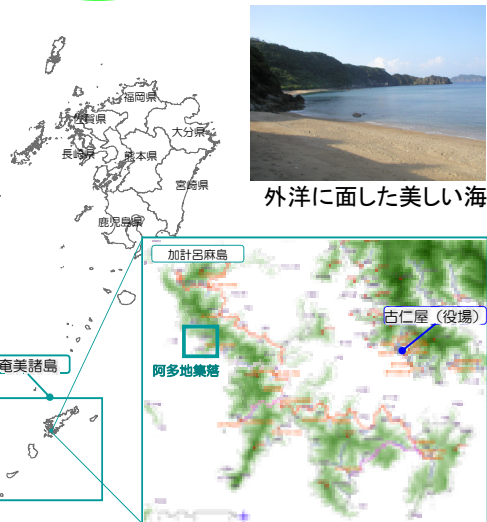 福岡県
佐賀県
大分県
長崎県
熊本県
宮崎県
鹿児島県
外洋に面した美しい海
加計呂麻島
古仁屋（役場）
阿多地集落
奄美諸島